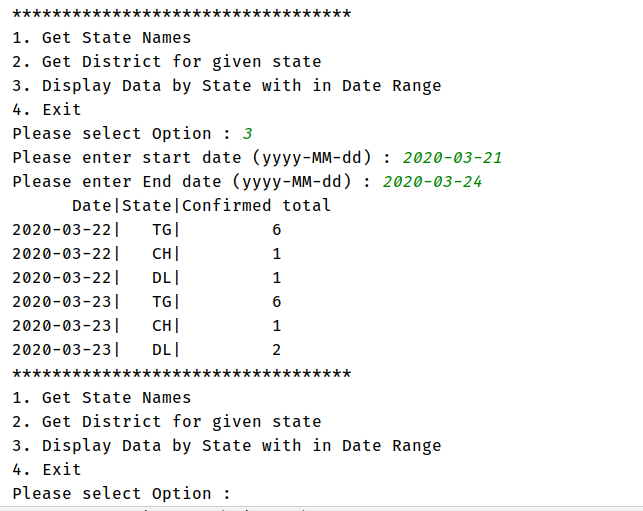 **********************************
1. Get State Names
2. Get District for given state
3. Display Data by State with in Date Range
4. Exit
Please select Option : 3
Please enter start date (yyyy-MM-dd) : 2020-03-21
Please enter End date (yyyy-MM-dd) : 2020-03-24
      Date|State|Confirmed total
2020-03-22|   TG|         6
2020-03-22|   CH|         1
2020-03-22|   DL|         1
2020-03-23|   TG|         6
2020-03-23|   CH|         1
2020-03-23|   DL|         2
**********************************
1. Get State Names
2. Get District for given state
3. Display Data by State with in Date Range
4. Exit
Please select Option :